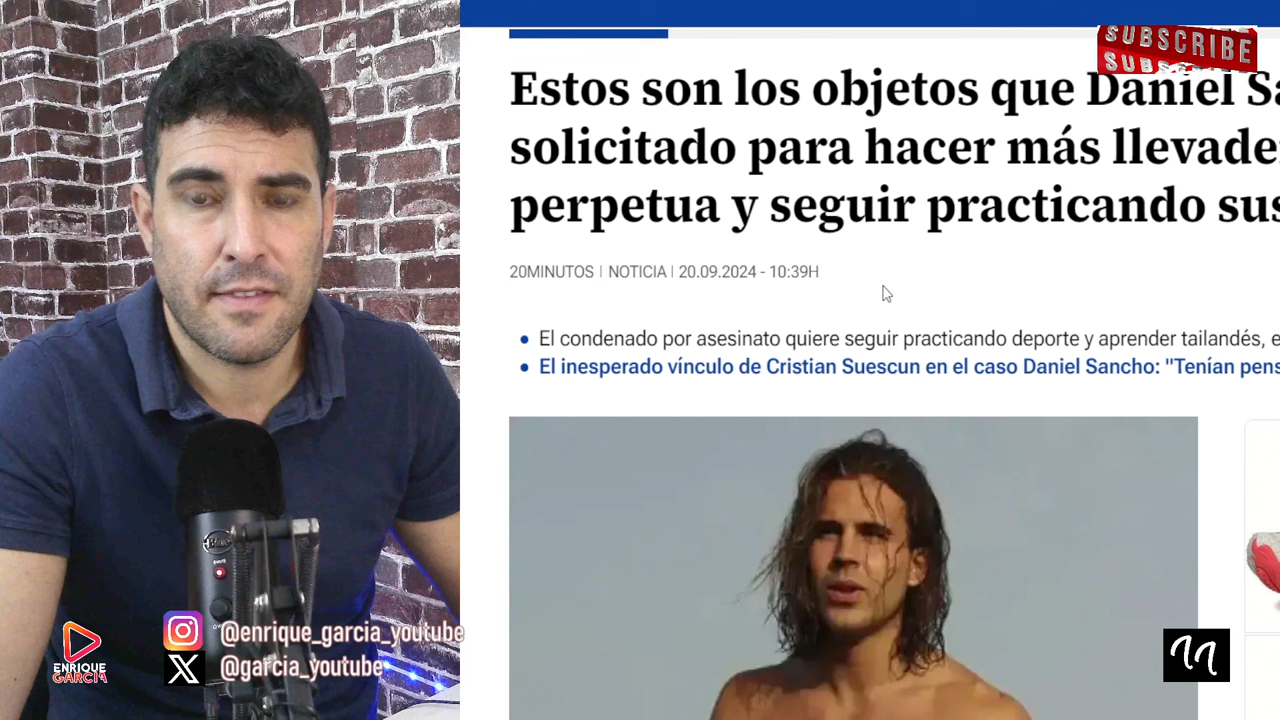 SUBSCRIBE
SUBS
Estos son los objetos que Daniel Sa
solicitado para hacer más llevade
perpetua y seguir practicando sus
20MINUTOS | NOTICIA | 20.09.2024 - 10:39H
El condenado por asesinato quiere seguir practicando deporte y aprender tailandés, e
El inesperado vínculo de Cristian Suescun en el caso Daniel Sancho: "Tenían pens
@enrique_garcia_youtube
@garcia_youtube
ENRIQUE
GARCIA